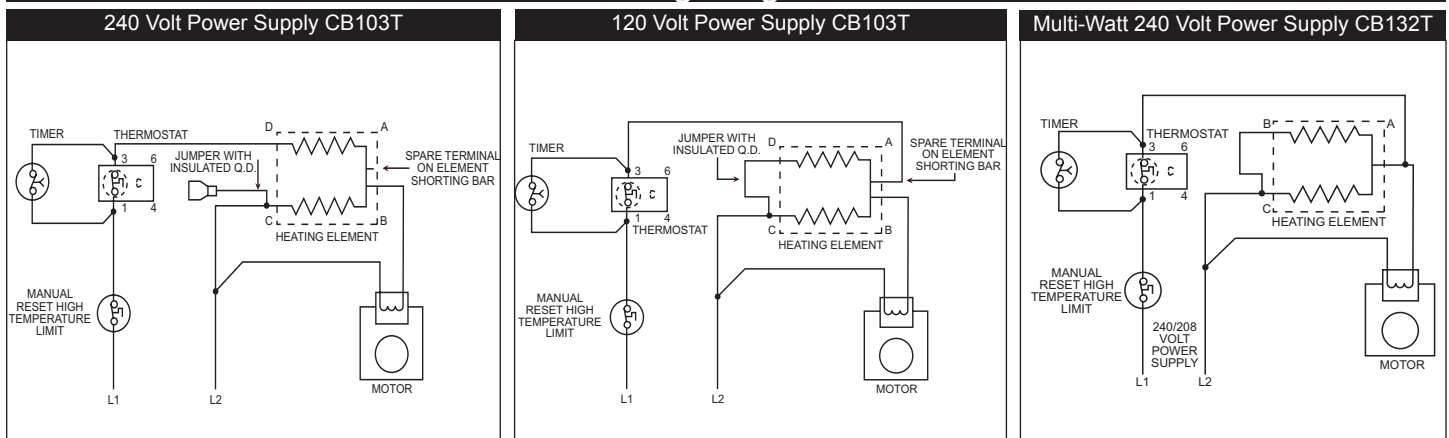 240 Volt Power Supply CB103T
TIMER
THERMOSTAT
3 6
1 4
C
JUMPER WITH
INSULATED Q.D.
D
A
C
B
SPARE TERMINAL
ON ELEMENT
SHORTING BAR
HEATING ELEMENT
MANUAL
RESET HIGH
TEMPERATURE
LIMIT
MOTOR
L1
L2
120 Volt Power Supply CB103T
TIMER
JUMPER WITH
INSULATED Q.D.
D
A
SPARE TERMINAL
ON ELEMENT
SHORTING BAR
3 6
C
1 4
THERMOSTAT
C
B
HEATING ELEMENT
MANUAL
RESET HIGH
TEMPERATURE
LIMIT
MOTOR
L1
L2
Multi-Watt 240 Volt Power Supply CB132T
TIMER
THERMOSTAT
3 6
C
1 4
B
A
C
HEATING ELEMENT
MANUAL
RESET HIGH
TEMPERATURE
LIMIT
240/208
VOLT
POWER
SUPPLY
MOTOR
L1
L2